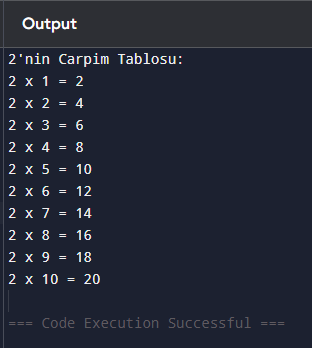 Output
2'nin Carpim Tablosu:
2 x 1 = 2
2 x 2 = 4
2 x 3 = 6
2 x 4 = 8
2 x 5 = 10
2 x 6 = 12
2 x 7 = 14
2 x 8 = 16
2 x 9 = 18
2 x 10 = 20
=== Code Execution Successful ===